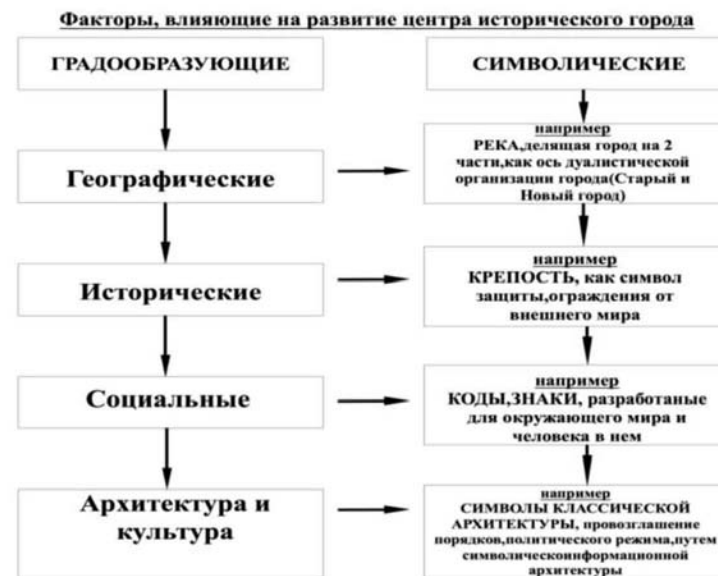 Факторы, влияющие на развитие центра исторического города
ГРАДООБРАЗУЮЩИЕ
СИМВОЛИЧЕСКИЕ
Географические
например
РЕКА,делящая город на 2
части,как ось дуалистической
организации города(Старый и
Новый город)
Исторические
например
КРЕПОСТЬ, как символ
защиты,ограждения от
внешнего мира
Социальные
например
КОДЫ,ЗНАКИ, разработаные
для окружающего мира и
человека в нем
Архитектура и
культура
например
СИМВОЛЫ КЛАССИЧЕСКОЙ
АРХИТЕКТУРЫ, провозглашение
порядков,политического режима,путем
символическоинформационной
архитектуры